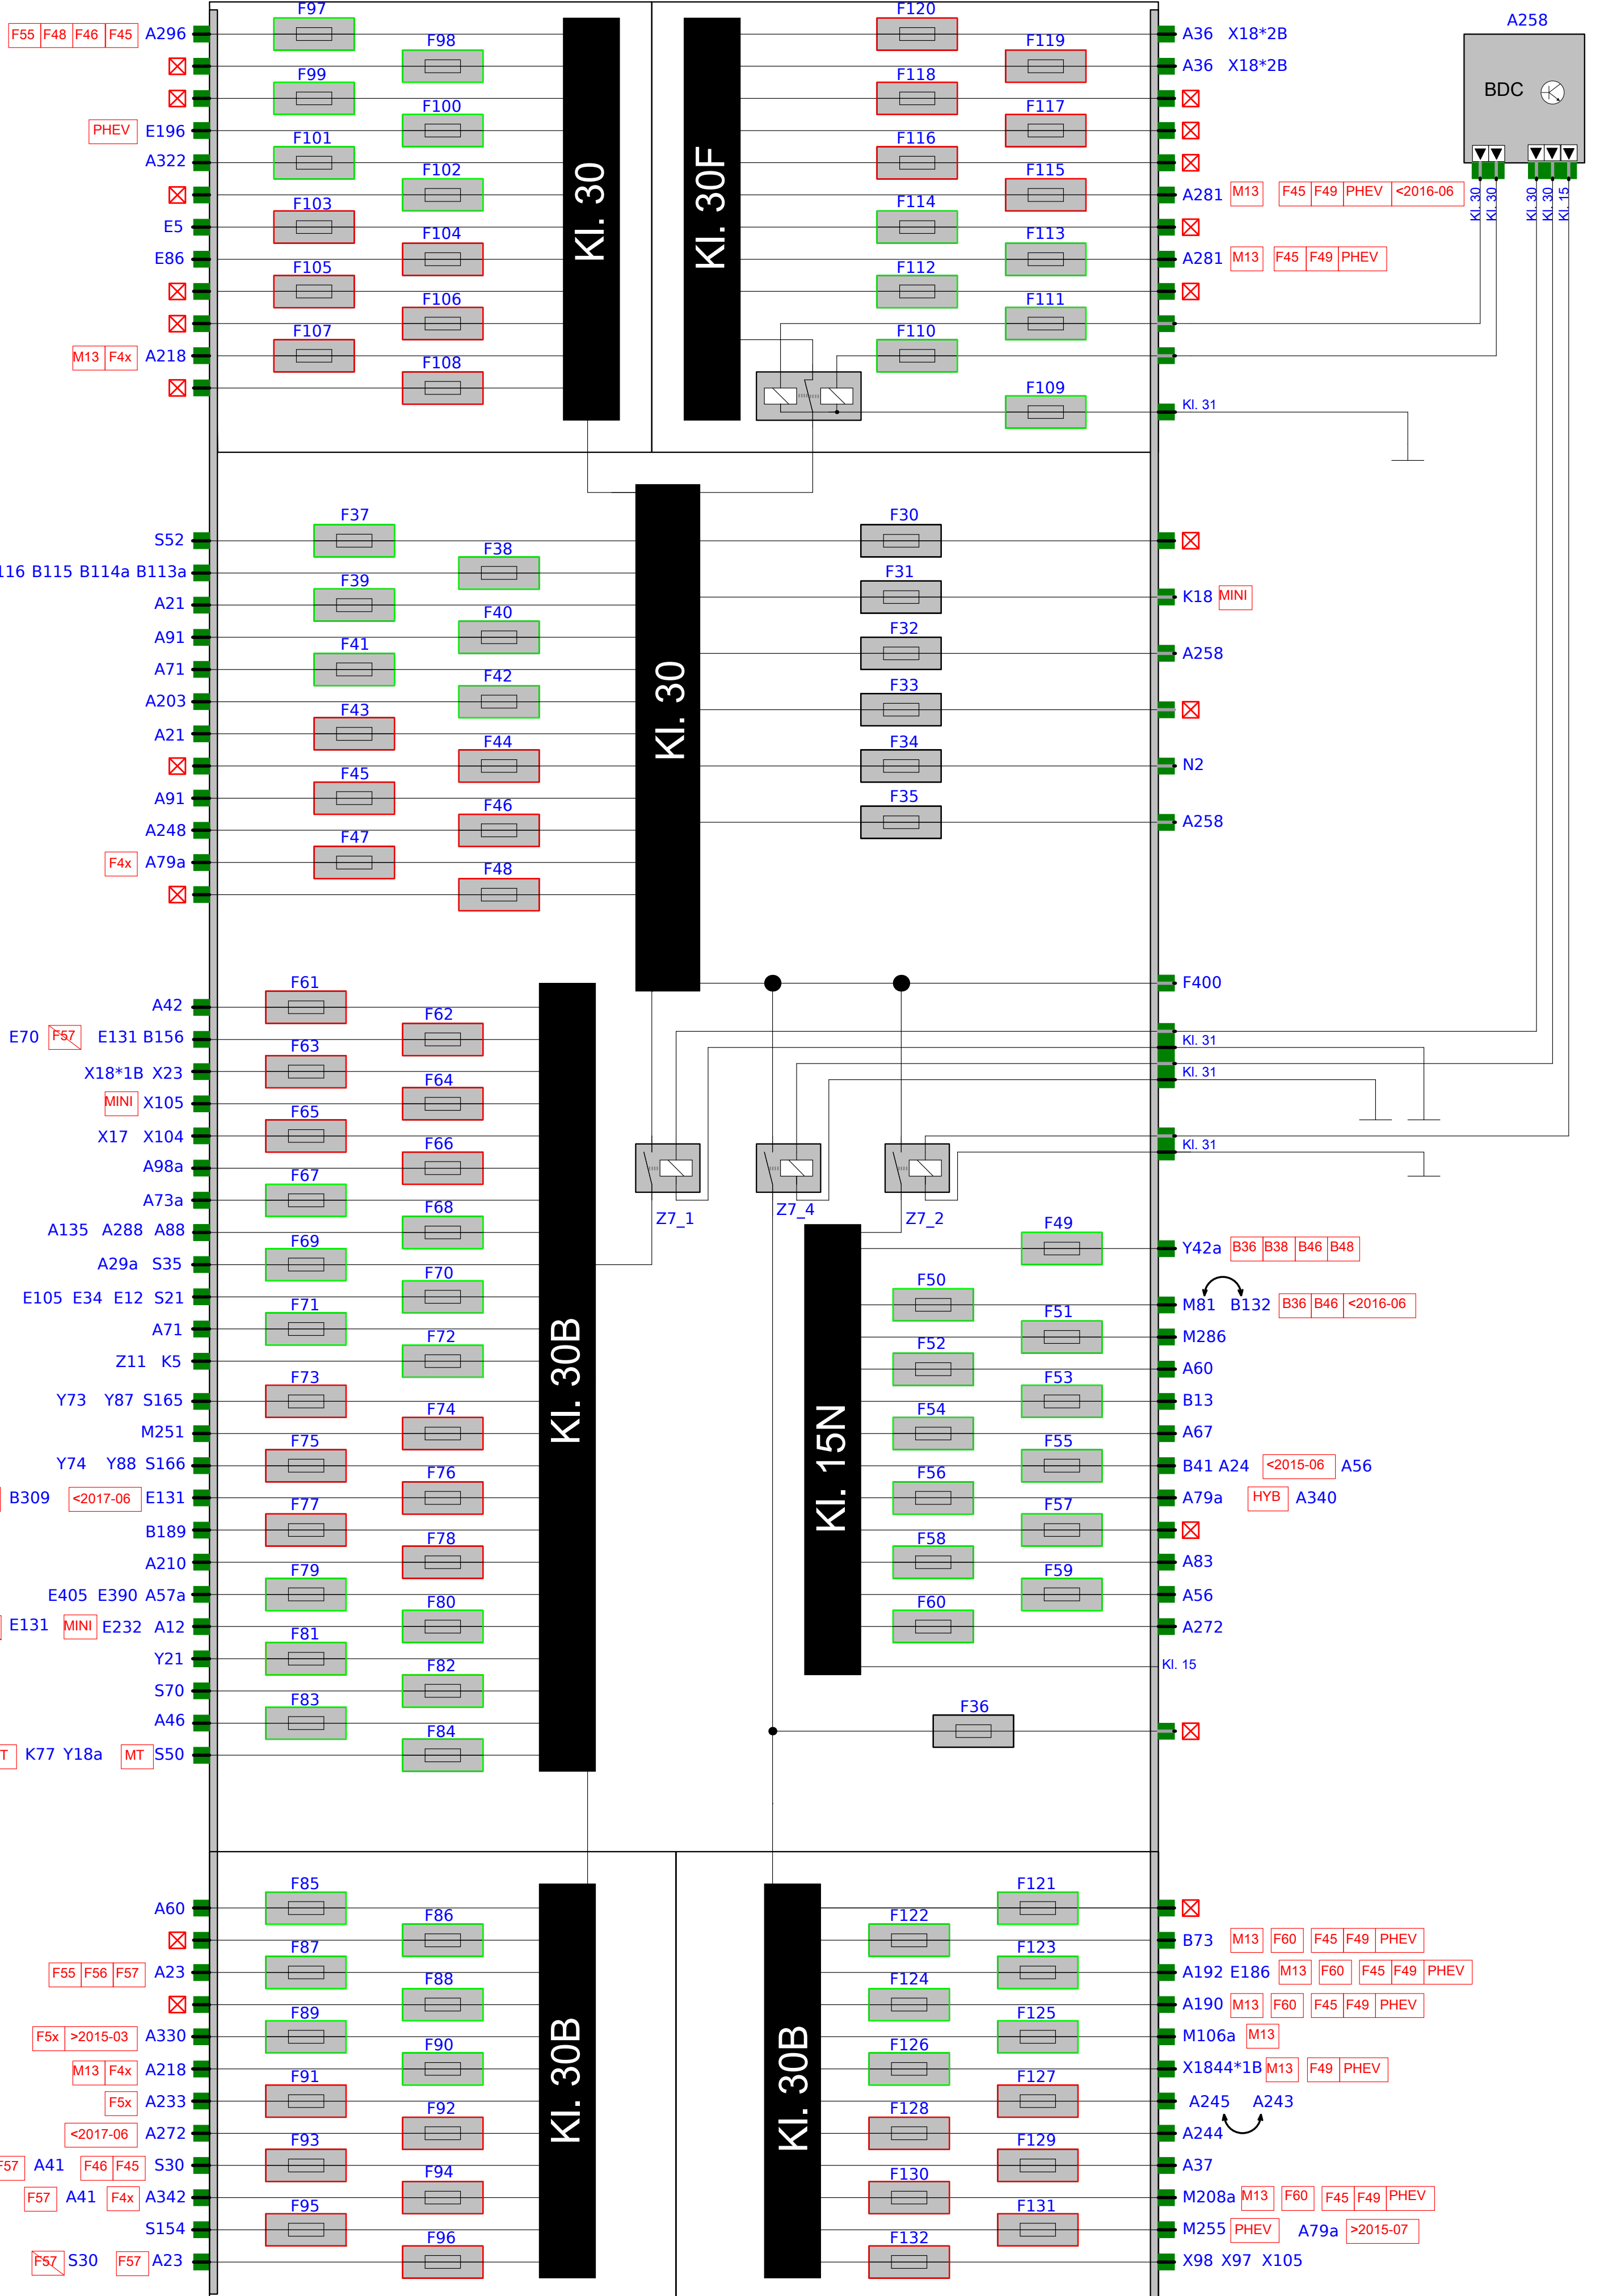 F97 F120 A258
F55 F48 F46 F45 A296 A36 X18*2B
F98 F119
A36 X18*2B
F99 F118 BDC
F100 F117
PHEV E196
F101 F116
A322
F102 F115
A281 M13 F45 F49 PHEV <2016-06
Kl. 30 Kl. 30 Kl. 30 Kl. 30 Kl. 15
F103 F114
Kl. 30 Kl. 30F
E5
F104 F113
E86 A281 M13 F45 F49 PHEV
F105 F112
F106 F111
F107 F110
M13 F4x A218
F108
F109
Kl. 31
F37 F30
S52
F38
B115 B114a B113a
F39 F31
A21 K18 MINI
F40
A91
F41 F32
A258
A71
F42
F33
A203
Kl. 30
F43
A21
F44 F34
N2
F45
A91
F46 F35
A248 A258
F47
F4x A79a
F48
F61 F400
A42
F62
E70 F57 E131 B156 Kl. 31
F63
X18*1B X23 Kl. 31
F64
MINI X105
F65
X17 X104 Kl. 31
F66
A98a
F67
A73a
F68 Z7_1 Z7_4 Z7_2
A135 A288 A88
F69 F49
Y42a B36 B38 B46 B48
A29a S35
F70 F50
E105 E34 E12 S21 M81 B132 B36 B46 <2016-06
F71 F51
A71 M286
F72 F52
Z11 K5 A60
Kl. 30B
F73 F53
Y73 Y87 S165 B13
F74 F54
M251 A67
Kl. 15N
F75 F55
Y74 Y88 S166 B41 A24 <2015-06 A56
F76 F56
B309 <2017-06 E131 A79a HYB A340
F77 F57
B189
F78 F58
A210 A83
F79 F59
E405 E390 A57a A56
F80 F60
E131 MINI E232 A12 A272
F81
Y21 Kl. 15
F82
S70
F83 F36
A46
F84
K77 Y18a MT S50
F85 F121
A60
F86 F122
B73 M13 F60 F45 F49 PHEV
F87 F123
F55 F56 F57 A23 A192 E186 M13 F60 F45 F49 PHEV
F88 F124
A190 M13 F60 F45 F49 PHEV
F89 F125
F5x >2015-03 A330 M106a M13
F90 F126
M13 F4x A218 X1844*1B M13 F49 PHEV
Kl. 30B Kl. 30B
F91 F127
F5x A233 A245 A243
F92 F128
<2017-06 A272 A244
F93 F129
F57 A41 F46 F45 S30 A37
F94 F130
F57 A41 F4x A342 M208a M13 F60 F45 F49 PHEV
F95 F131
S154 M255 PHEV A79a >2015-07
F96 F132
F57 S30 F57 A23 X98 X97 X105